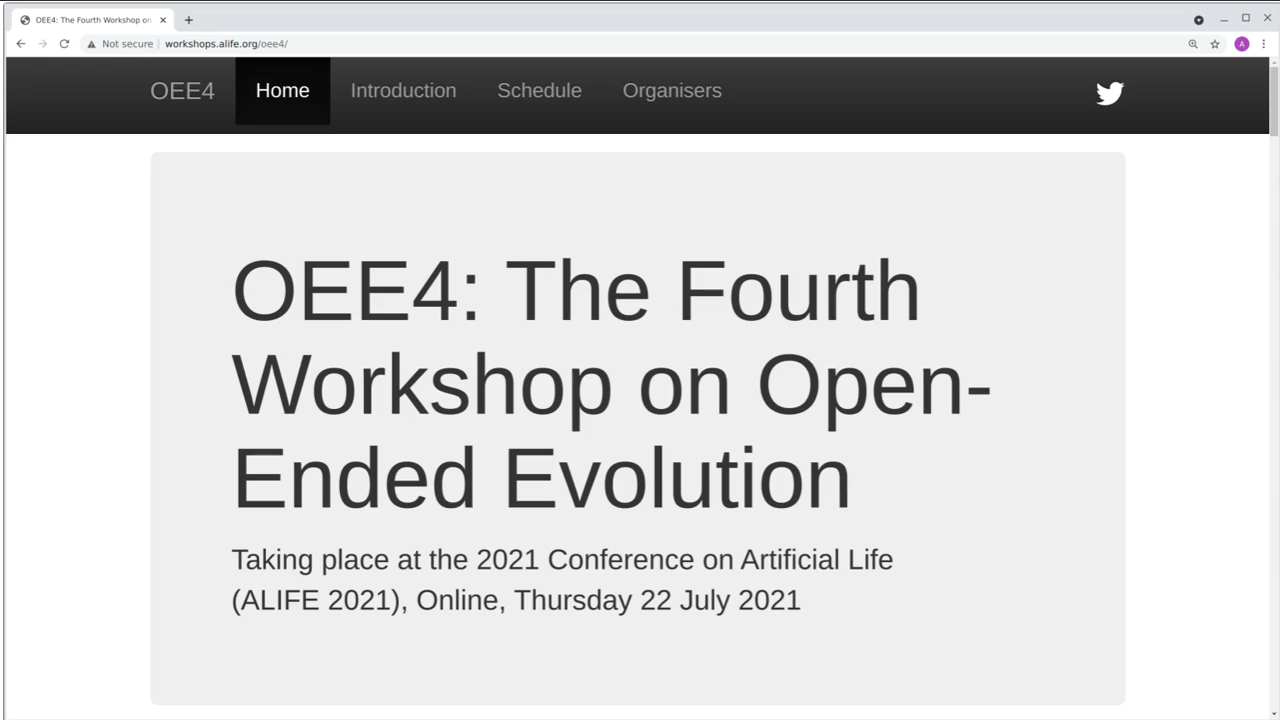 OEE4: The Fourth Workshop on
Not secure
workshops.alife.org/oee4/
A
OEE4
Home
Introduction
Schedule
Organisers
OEE4: The Fourth
Workshop on Open-
Ended Evolution
Taking place at the 2021 Conference on Artificial Life
(ALIFE 2021), Online, Thursday 22 July 2021